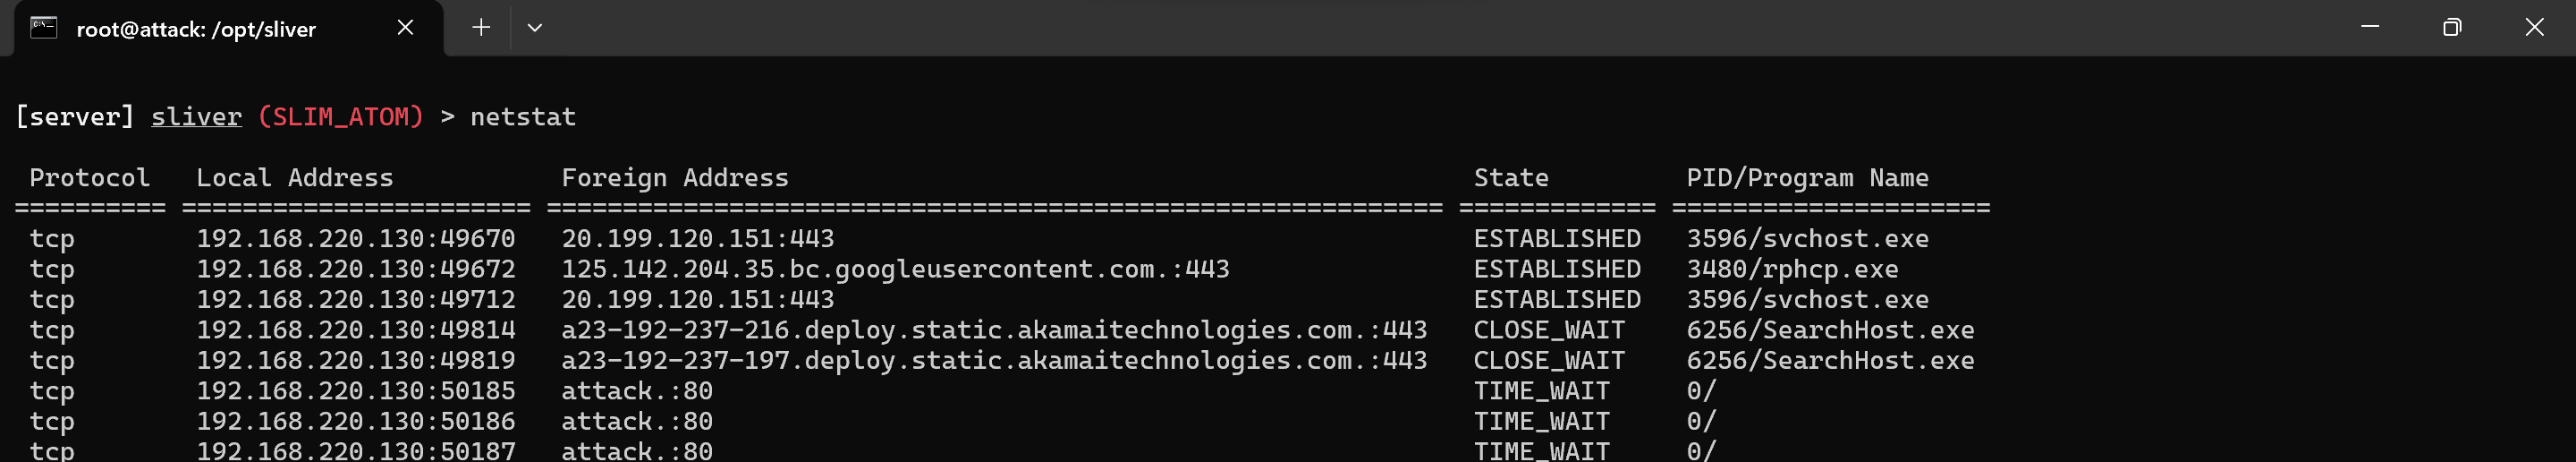 root@attack: /opt/sliver
[server] sliver (SLIM_ATOM) > netstat
Protocol Local Address Foreign Address State PID/Program Name
========== ======================= =========================================================== ============= =====================
tcp 192.168.220.130:49670 20.199.120.151:443 ESTABLISHED 3596/svchost.exe
tcp 192.168.220.130:49672 125.142.204.35.bc.googleusercontent.com.:443 ESTABLISHED 3480/rphcp.exe
tcp 192.168.220.130:49712 20.199.120.151:443 ESTABLISHED 3596/svchost.exe
tcp 192.168.220.130:49814 a23-192-237-216.deploy.static.akamaitechnologies.com.:443 CLOSE_WAIT 6256/SearchHost.exe
tcp 192.168.220.130:49819 a23-192-237-197.deploy.static.akamaitechnologies.com.:443 CLOSE_WAIT 6256/SearchHost.exe
tcp 192.168.220.130:50185 attack.:80 TIME_WAIT 0/
tcp 192.168.220.130:50186 attack.:80 TIME_WAIT 0/
tcp 192.168.220.130:50187 attack.:80 TIME_WAIT 0/